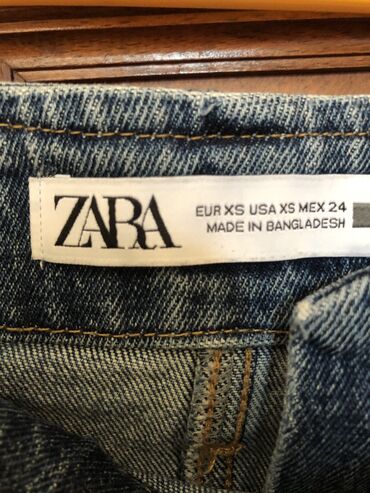 ZARA
EUR XS USA XS MEX 24
MADE IN BANGLADESH